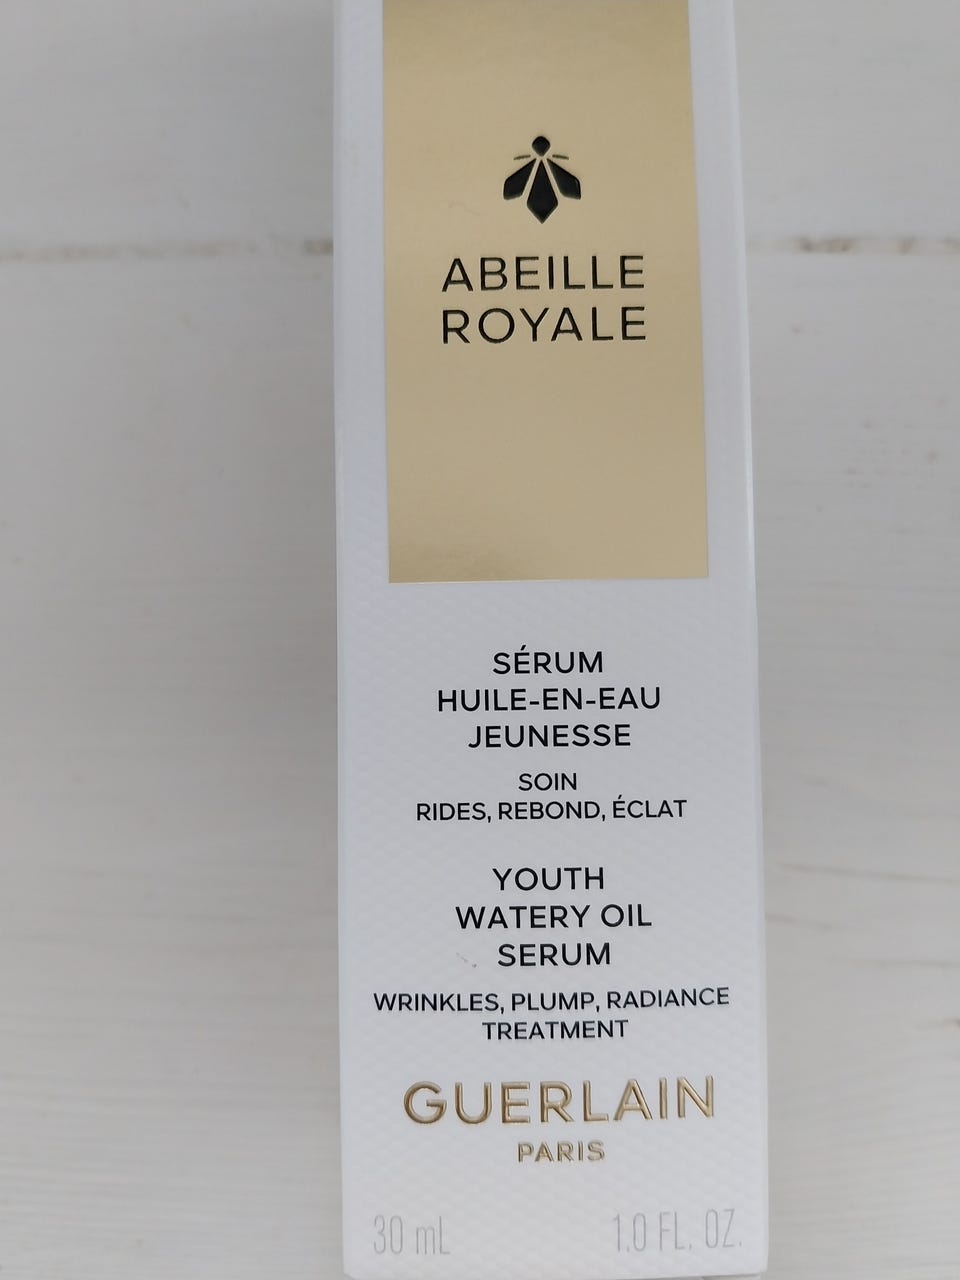 ABEILLE
ROYALE
SÉRUM
HUILE-EN-EAU
JEUNESSE
SOIN
RIDES, REBOND, ÉCLAT
YOUTH
WATERY OIL
SERUM
WRINKLES, PLUMP, RADIANCE
TREATMENT
GUERLAIN
PARIS
30 mL 1.0 FL. OZ.